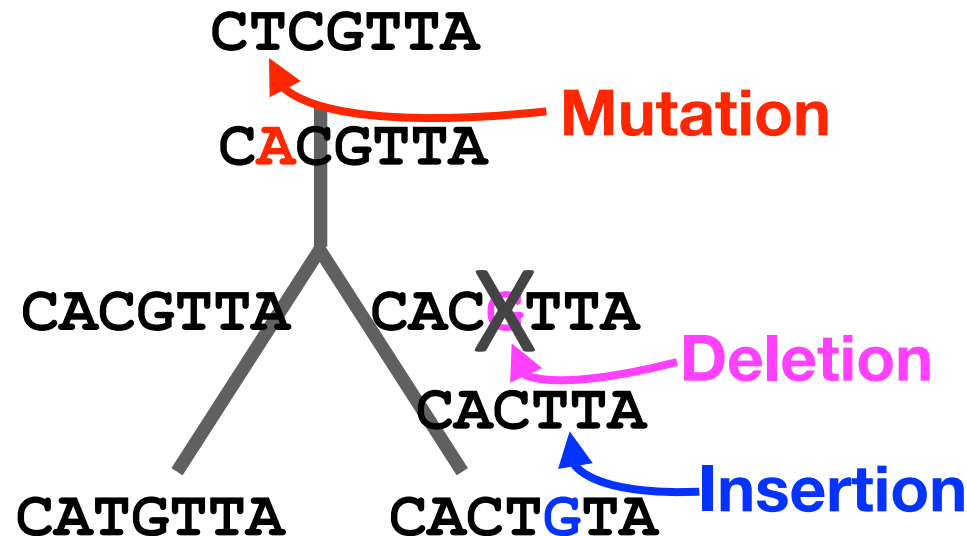 CTCGTTA
Mutation
CACGTTA
CACGTTA CACGTTA
Deletion
CACTTA
Insertion
CATGTTA CACTGTA